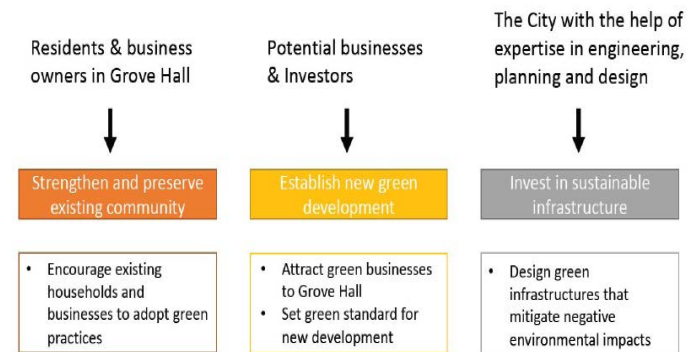 Residents & business
owners in Grove Hall
Strengthen and preserve
existing community
• Encourage existing
households and
businesses to adopt green
practices
Potential businesses
& Investors
Establish new green
development
• Attract green businesses
to Grove Hall
• Set green standard for
new development
The City with the help of
expertise in engineering,
planning and design
Invest in sustainable
infrastructure
• Design green
infrastructures that
mitigate negative
environmental impacts